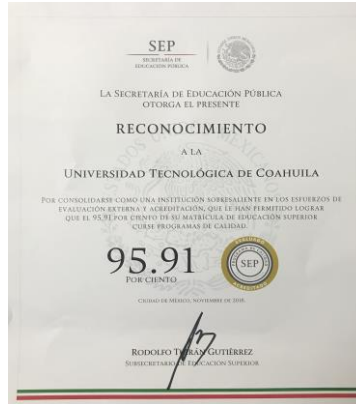 SEP
SECRETARÍA DE
EDUCACIÓN PÚBLICA
LA SECRETARÍA DE EDUCACIÓN PÚBLICA
OTORGA EL PRESENTE
RECONOCIMIENTO
A LA
UNIVERSIDAD TECNOLÓGICA DE COAHUILA
POR CONSOLIDARSE COMO UNA INSTITUCIÓN SOBRESALIENTE EN LOS ESFUERZOS DE
EVALUACIÓN EXTERNA Y ACREDITACIÓN, QUE LE HAN PERMITIDO LOGRAR
QUE EL 95.91 POR CIENTO DE SU MATRÍCULA DE EDUCACIÓN SUPERIOR
CURSE PROGRAMAS DE CALIDAD.
95.91
POR CIENTO
SEP
CIUDAD DE MÉXICO, NOVIEMBRE DE
RODOLFO TUIRÁN GUTIÉRREZ
SUBSECRETARIO DE EDUCACIÓN SUPERIOR